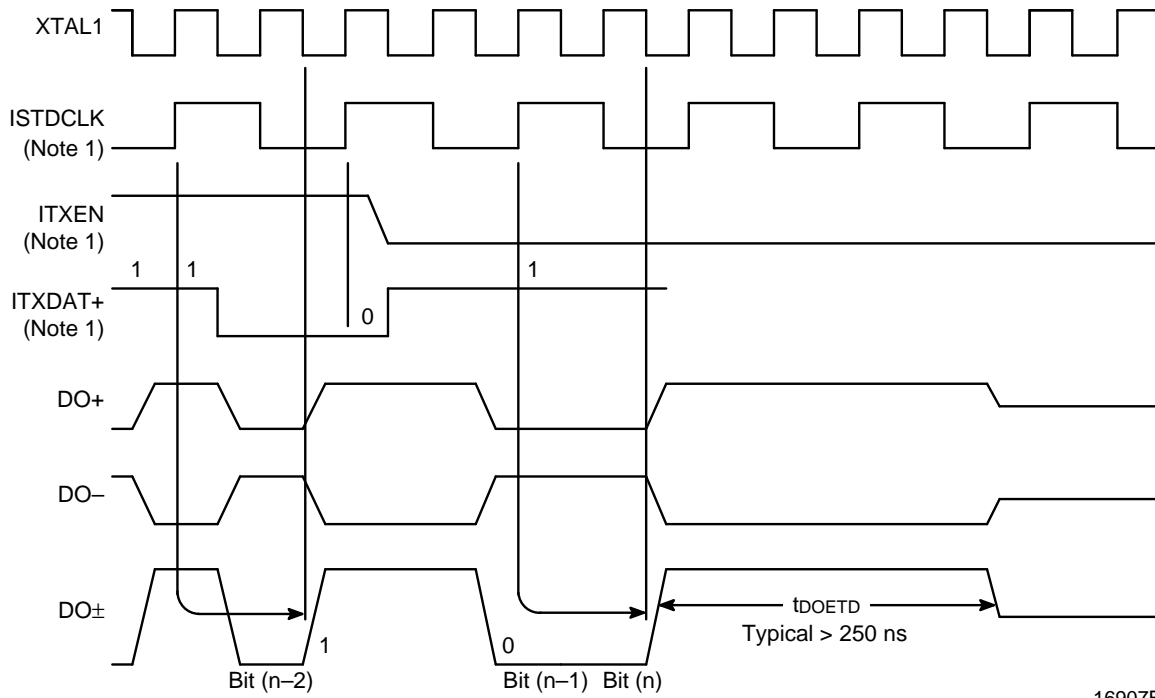 XTAL1
ISTDCLK
(Note 1)
ITXEN
(Note 1)
1 1 1
ITXDAT+
(Note 1)
0
DO+
DO–
DO±
tDOETD
Typical > 250 ns
1 0
Bit (n–2) Bit (n–1) Bit (n)